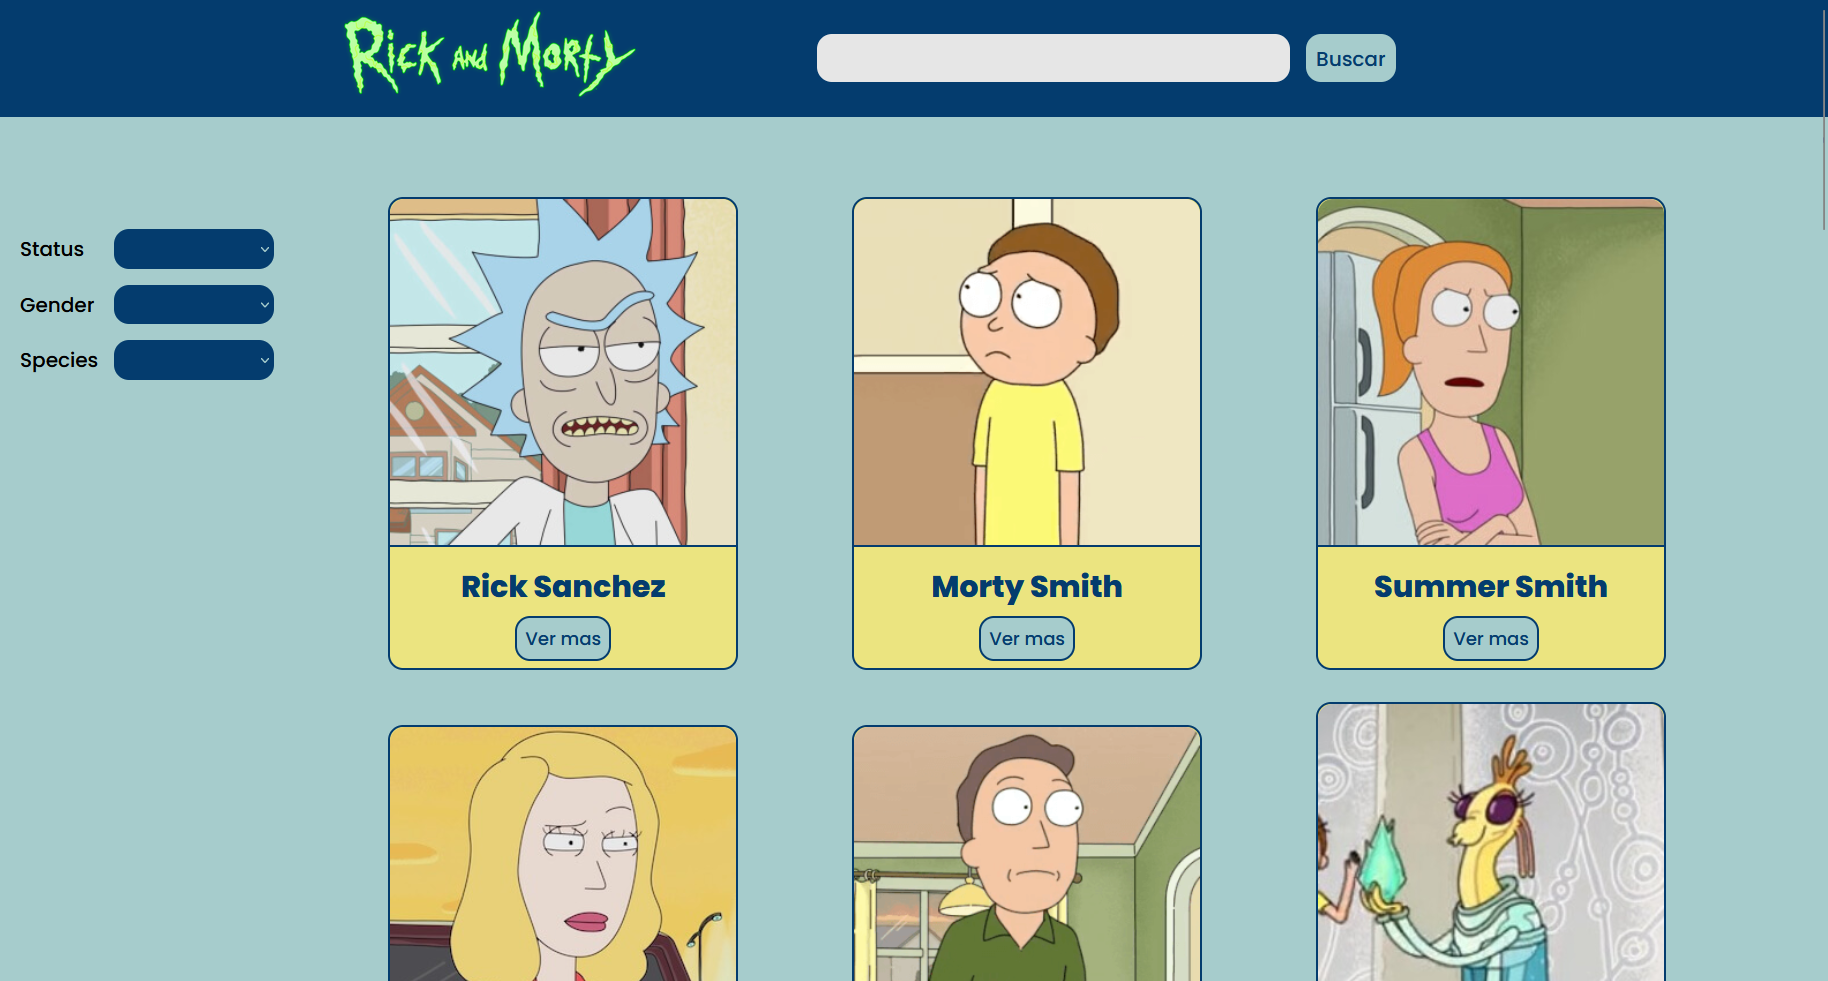 Rick and Morty
Buscar
Status
Gender
Species
Rick Sanchez
Morty Smith
Summer Smith
Ver mas
Ver mas
Ver mas